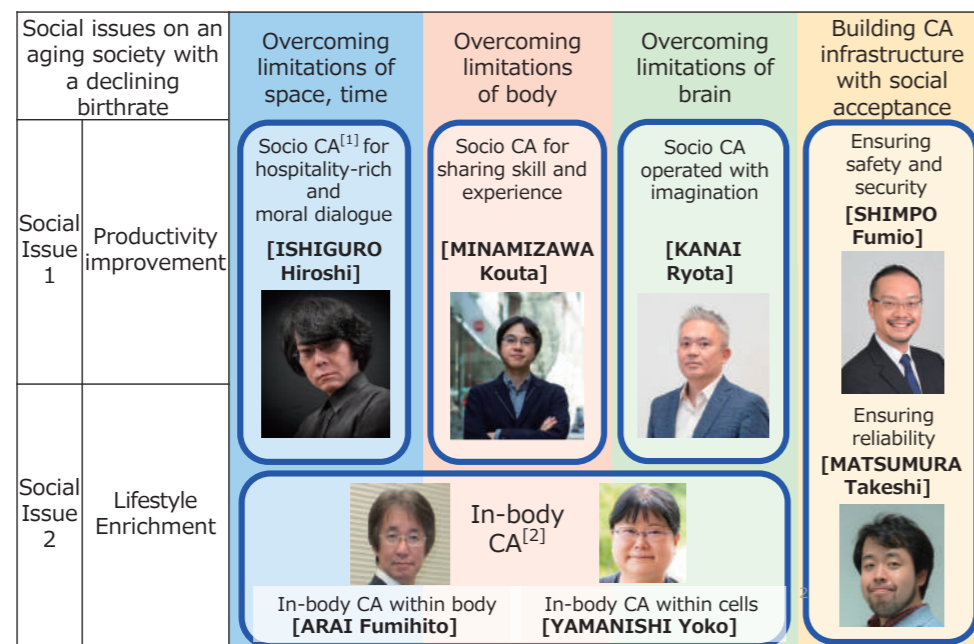 Social issues on an
aging society with
a declining
birthrate
Overcoming
limitations of
space, time
Overcoming
limitations
of body
Overcoming
limitations of
brain
Building CA
infrastructure
with social
acceptance
Social
Issue
1
Productivity
improvement
Socio CA[1] for
hospitality-rich
and
moral dialogue
[ISHIGURO
Hiroshi]
Socio CA for
sharing skill and
experience
[MINAMIZAWA
Kouta]
Socio CA
operated with
imagination
[KANAI
Ryota]
Ensuring
safety and
security
[SHIMPO
Fumio]
Ensuring
reliability
[MATSUMURA
Takeshi]
Social
Issue
2
Lifestyle
Enrichment
In-body
CA[2]
In-body CA within body
[ARAI Fumihito]
In-body CA within cells
[YAMANISHI Yoko]
2